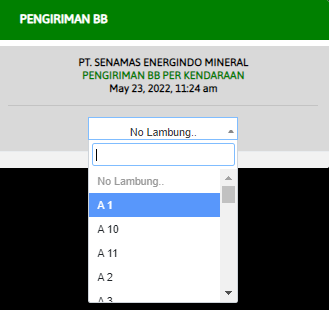 PENGIRIMAN BB
PT. SENAMAS ENERGINDO MINERAL
PENGIRIMAN BB PER KENDARAAN
May 23, 2022, 11:24 am
No Lambung..
No Lambung..
A 1
A 10
A 11
A 2
A 3